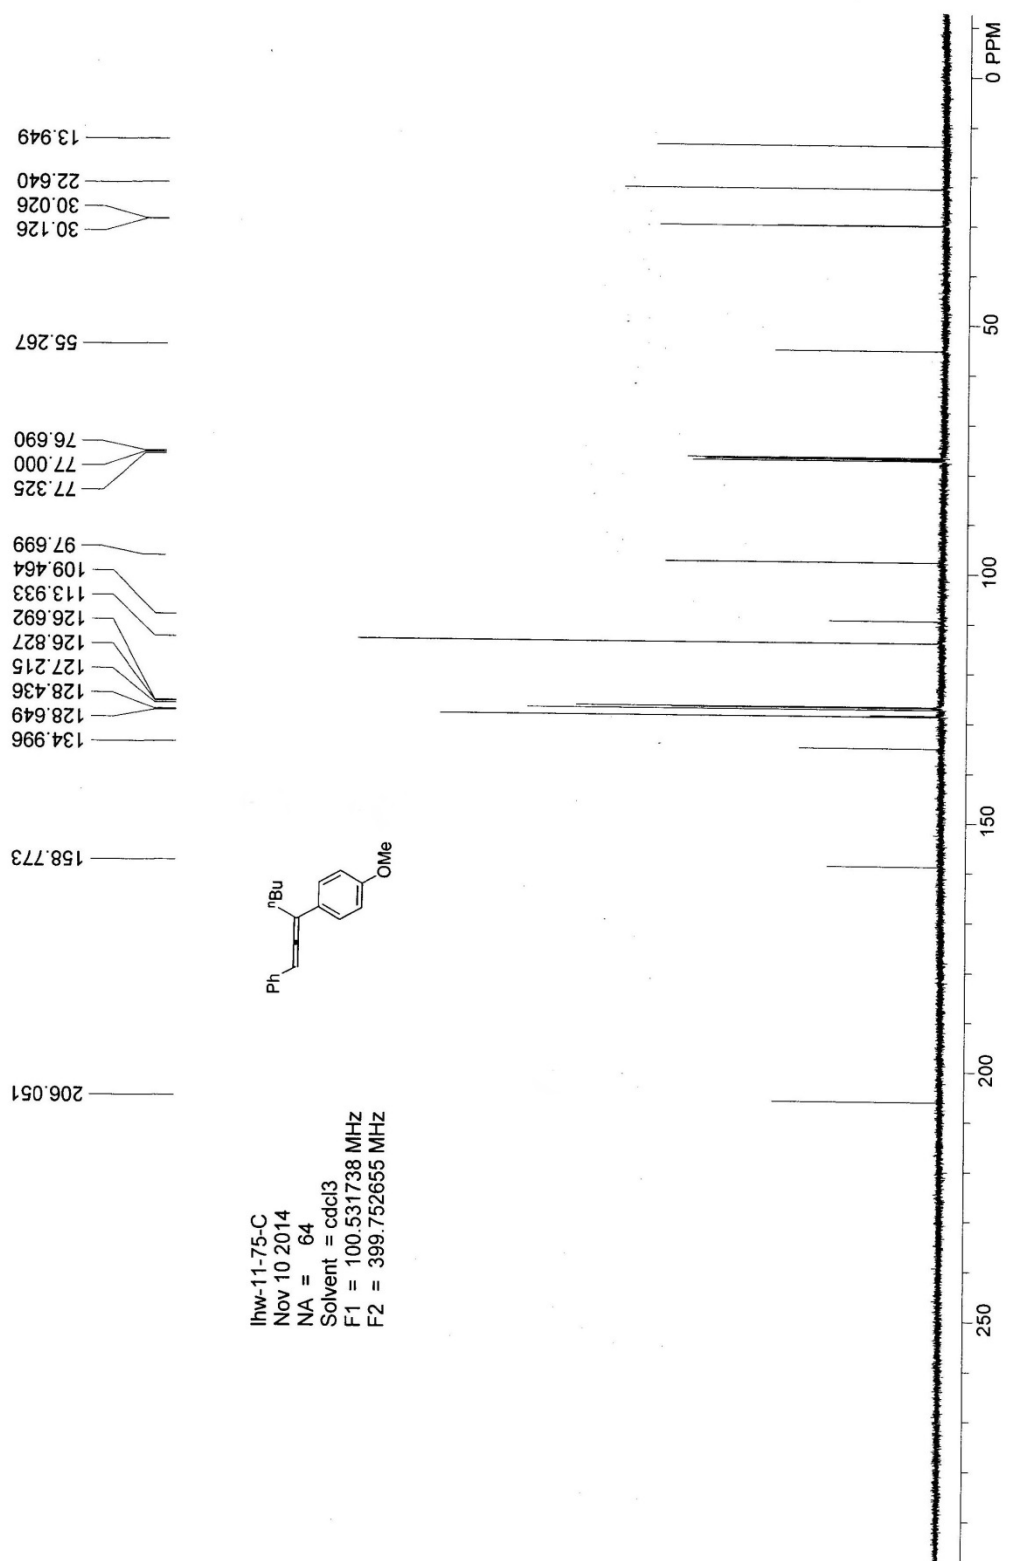 13.949
22.640
30.026
30.126
55.267
76.690
77.000
77.325
97.699
109.464
113.933
126.692
126.827
127.215
128.436
128.649
134.996
158.773
206.051
Ph
nBu
OMe
lhw-11-75-C
Nov 10 2014
NA = 64
Solvent = cdcl3
F1 = 100.531738 MHz
F2 = 399.752655 MHz
0 PPM
50
100
150
200
250